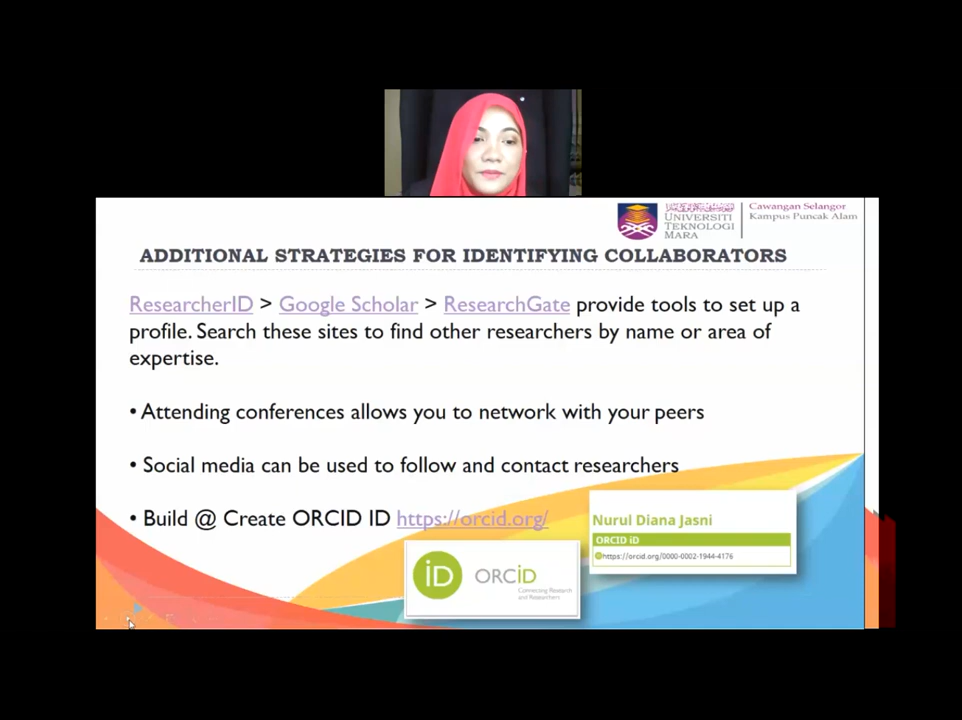 UNIVERSITI
TEKNOLOGI
MARA
Cawangan Selangor
Kampus Puncak Alam
ADDITIONAL STRATEGIES FOR IDENTIFYING COLLABORATORS
ResearcherID > Google Scholar > ResearchGate provide tools to set up a
profile. Search these sites to find other researchers by name or area of
expertise.
• Attending conferences allows you to network with your peers
• Social media can be used to follow and contact researchers
• Build @ Create ORCID ID https://orcid.org/
Nurul Diana Jasni
ORCID iD
iD https://orcid.org/0000-0002-1944-4176
iD ORCiD
Connecting Research
and Researchers